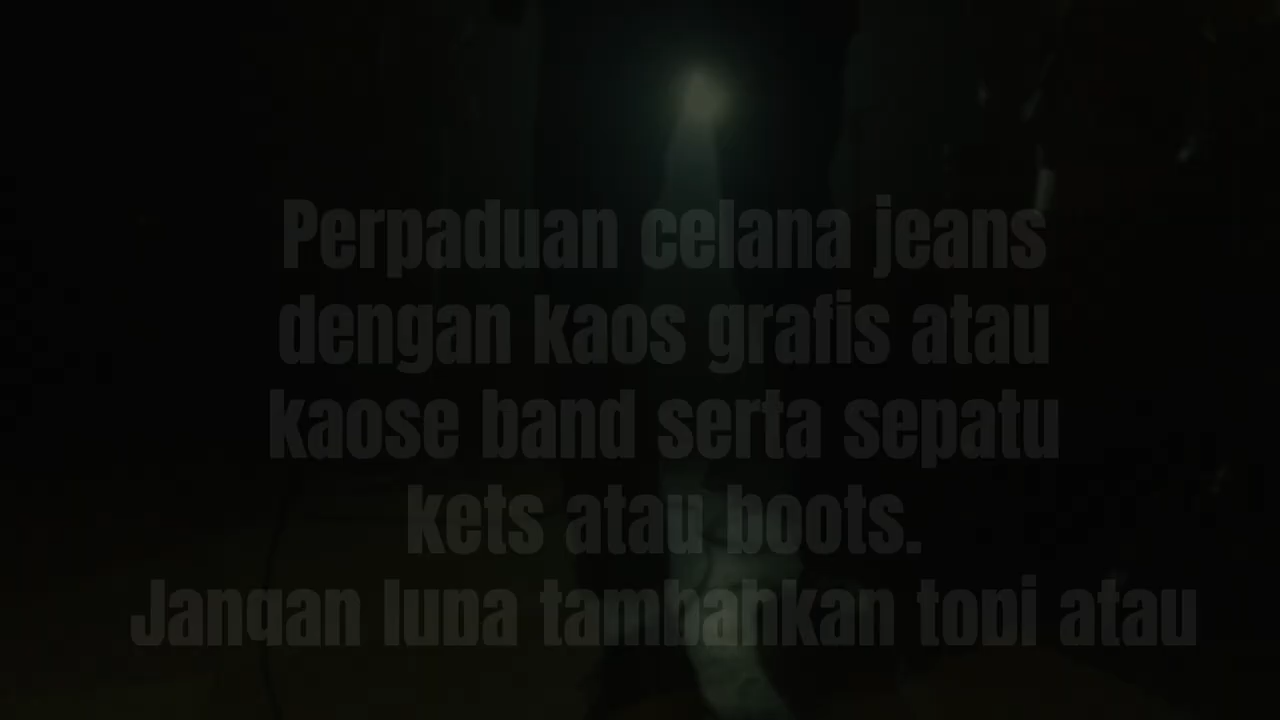 Perpaduan celana jeans
dengan kaos grafis atau
kaose band serta sepatu
kets atau boots.
Jangan lupa tambahkan topi atau